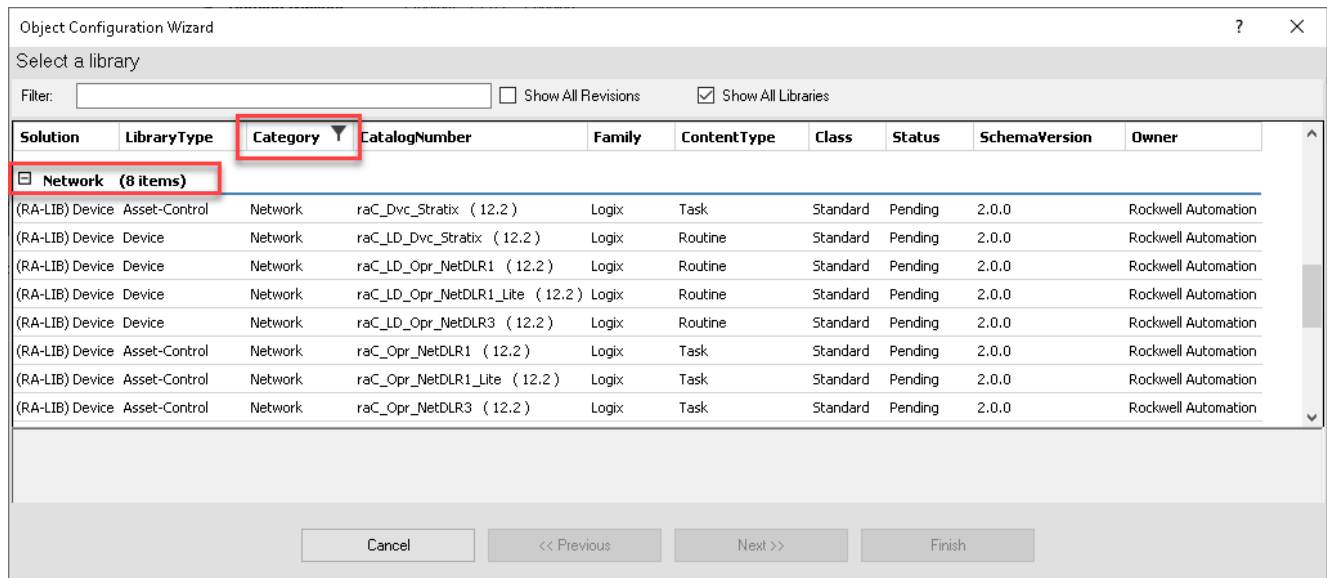 Object Configuration Wizard ? ×
Select a library
Filter: Show All Revisions Show All Libraries
Solution LibraryType Category CatalogNumber Family ContentType Class Status SchemaVersion Owner
Network (8 items)
(RA-LIB) Device Asset-Control Network raC_Dvc_Stratix ( 12.2 ) Logix Task Standard Pending 2.0.0 Rockwell Automation
(RA-LIB) Device Device Network raC_LD_Dvc_Stratix ( 12.2 ) Logix Routine Standard Pending 2.0.0 Rockwell Automation
(RA-LIB) Device Device Network raC_LD_Opr_NetDLR1 ( 12.2 ) Logix Routine Standard Pending 2.0.0 Rockwell Automation
(RA-LIB) Device Device Network raC_LD_Opr_NetDLR1_Lite ( 12.2 ) Logix Routine Standard Pending 2.0.0 Rockwell Automation
(RA-LIB) Device Device Network raC_LD_Opr_NetDLR3 ( 12.2 ) Logix Routine Standard Pending 2.0.0 Rockwell Automation
(RA-LIB) Device Asset-Control Network raC_Opr_NetDLR1 ( 12.2 ) Logix Task Standard Pending 2.0.0 Rockwell Automation
(RA-LIB) Device Asset-Control Network raC_Opr_NetDLR1_Lite ( 12.2 ) Logix Task Standard Pending 2.0.0 Rockwell Automation
(RA-LIB) Device Asset-Control Network raC_Opr_NetDLR3 ( 12.2 ) Logix Task Standard Pending 2.0.0 Rockwell Automation
Cancel << Previous Next >> Finish